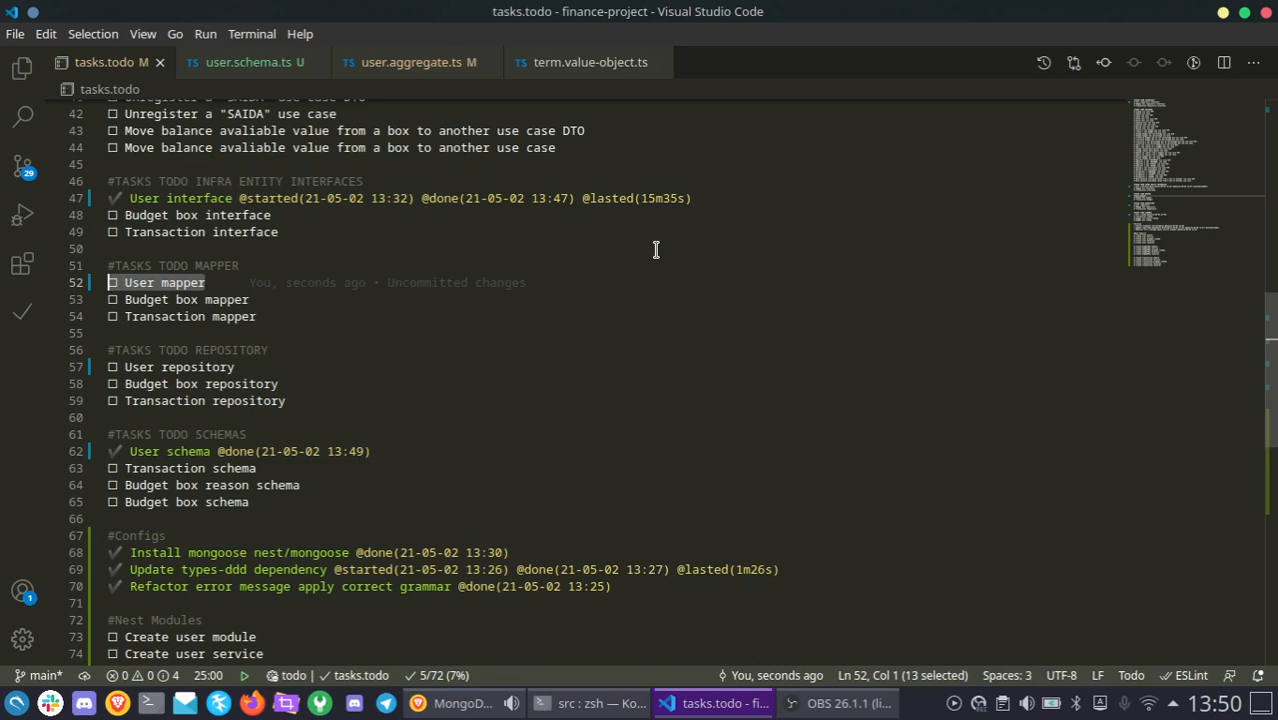 tasks.todo - finance-project - Visual Studio Code
File Edit Selection View Go Run Terminal Help
tasks.todo M
TS user.schema.ts
TS user.aggregate.ts M
TS term.value-object.ts
tasks.todo
Unregister a "SAIDA" use case DTO
42 ☐ Unregister a "SAIDA" use case
43 ☐ Move balance avaliable value from a box to another use case DTO
44 ☐ Move balance avaliable value from a box to another use case
45
46 #TASKS TODO INFRA ENTITY INTERFACES
47 ✔ User interface @started(21-05-02 13:32) @done(21-05-02 13:47) @lasted(15m35s)
48 ☐ Budget box interface
49 ☐ Transaction interface
50
51 #TASKS TODO MAPPER
52 ☐ User mapper You, seconds ago • Uncommitted changes
53 ☐ Budget box mapper
54 ☐ Transaction mapper
55
56 #TASKS TODO REPOSITORY
57 ☐ User repository
58 ☐ Budget box repository
59 ☐ Transaction repository
60
61 #TASKS TODO SCHEMAS
62 ✔ User schema @done(21-05-02 13:49)
63 ☐ Transaction schema
64 ☐ Budget box reason schema
65 ☐ Budget box schema
66
67 #Configs
68 ✔ Install mongoose nest/mongoose @done(21-05-02 13:30)
69 ✔ Update types-ddd dependency @started(21-05-02 13:26) @done(21-05-02 13:27) @lasted(1m26s)
70 ✔ Refactor error message apply correct grammar @done(21-05-02 13:25)
71
72 #Nest Modules
73 ☐ Create user module
74 ☐ Create user service
29
1
main* 0 0 4 25:00 todo tasks.todo 5/72 (7%) You, seconds ago Ln 52, Col 1 (13 selected) Spaces: 3 UTF-8 LF Todo ESLint
MongoD... src : zsh — Ko... tasks.todo - fi... OBS 26.1.1 (li... 13:50